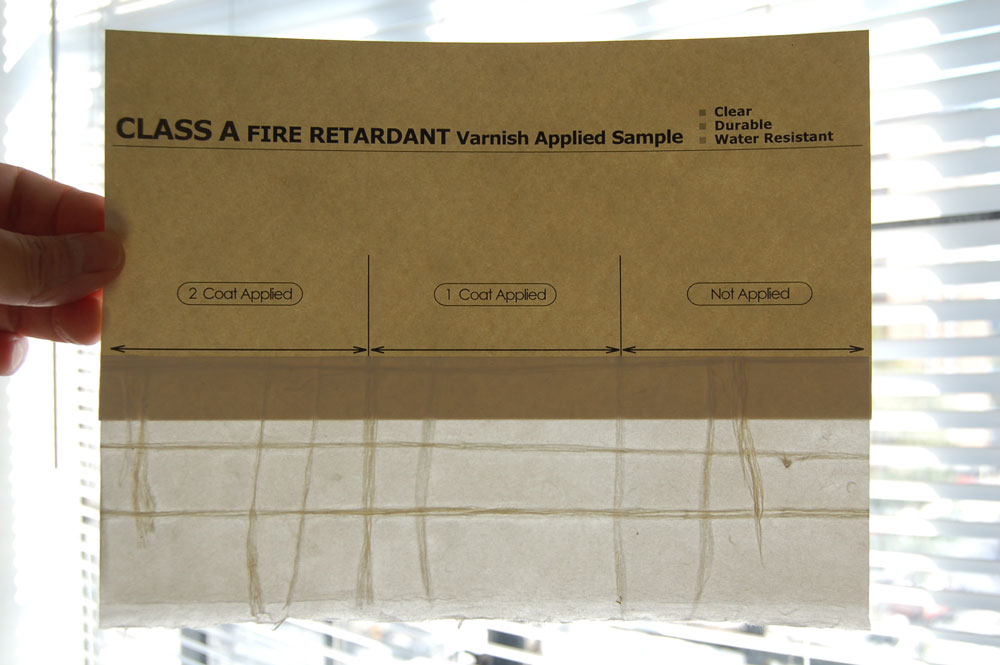 CLASS A FIRE RETARDANT Varnish Applied Sample
Clear
Durable
Water Resistant
2 Coat Applied
1 Coat Applied
Not Applied